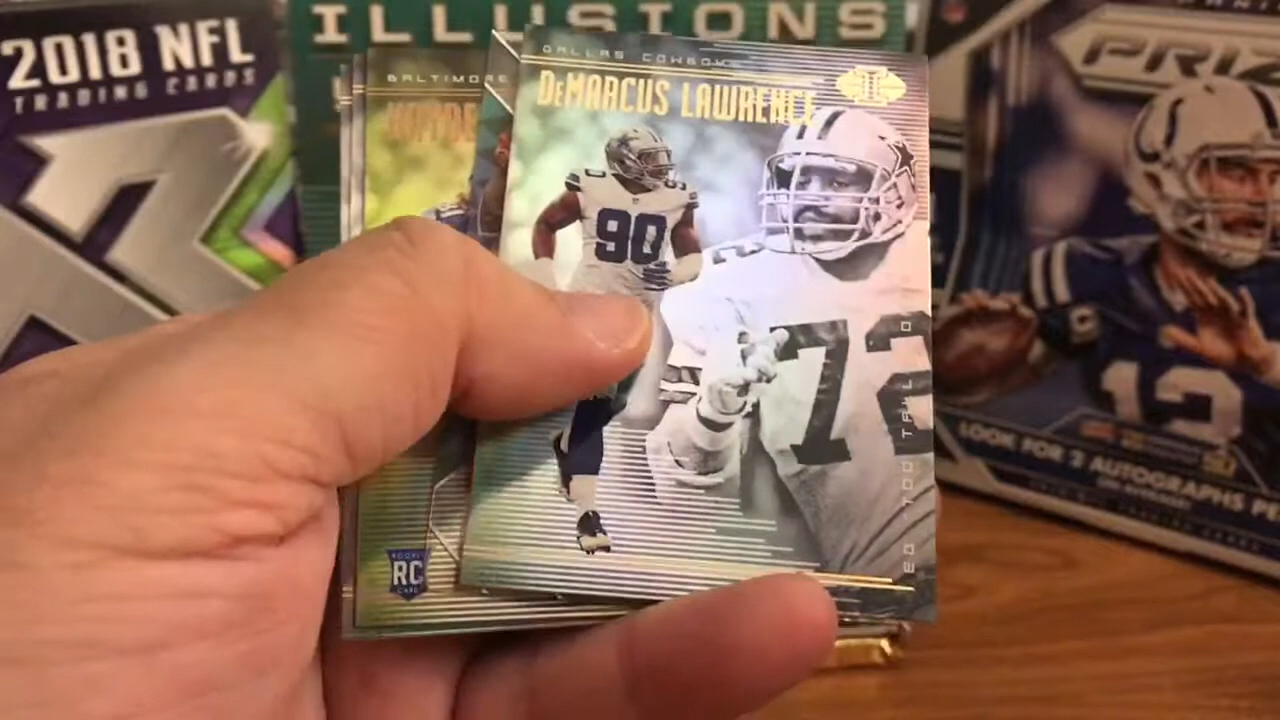 2018 NFL
TRADING CARDS
ILLUSIONS
PRIZ
BALTIMORE
DALLAS COWBOYS
DeMARCUS LAWRENCE
90
72
72
ED TOO TALL
ROOKIE
RC
CARD
12
LOOK FOR 2 AUTOGRAPHS PE